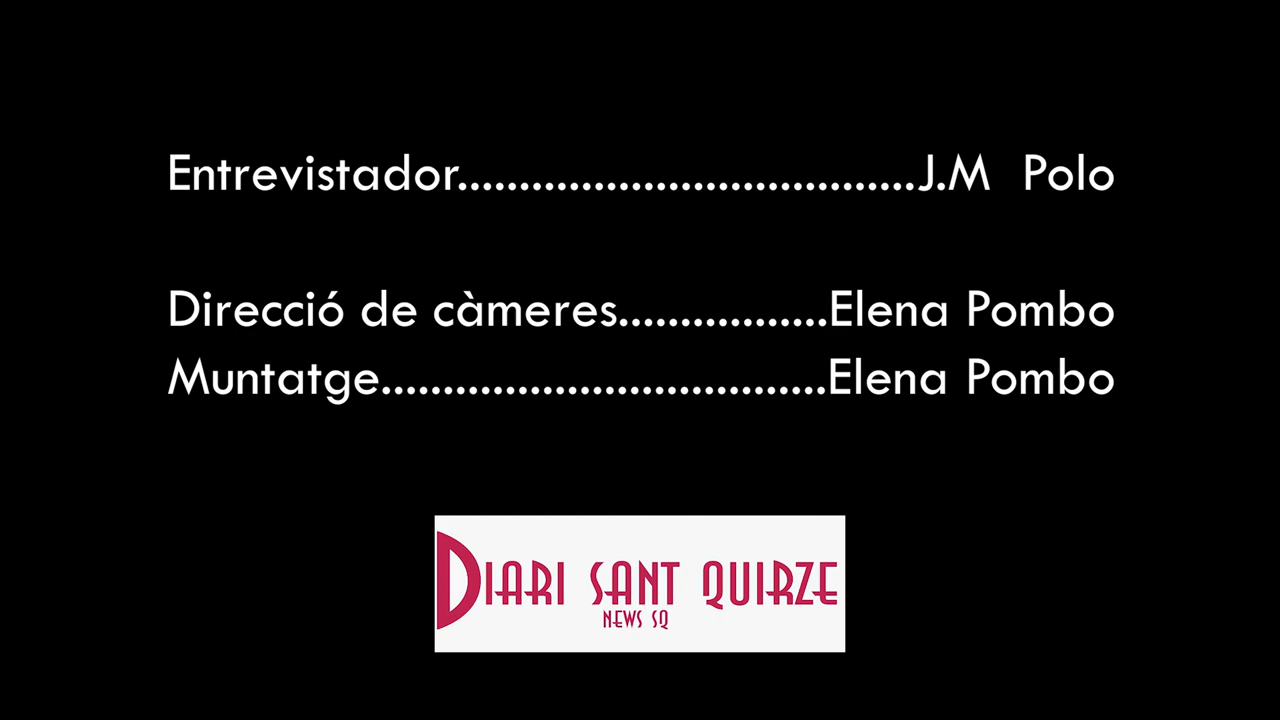 Entrevistador.....................................J.M  Polo
Direcció de càmeres.................Elena Pombo
Muntatge....................................Elena Pombo
DIARI SANT QUIRZE
NEWS SQ